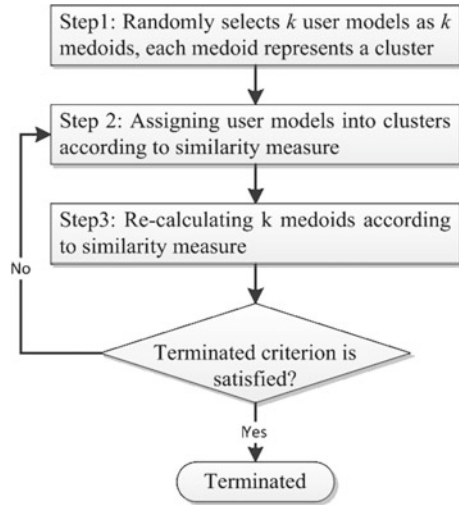 Step1: Randomly selects k user models as k
medoids, each medoid represents a cluster
Step 2: Assigning user models into clusters
according to similarity measure
Step3: Re-calculating k medoids according
to similarity measure
No
Terminated criterion is
satisfied?
Yes
Terminated